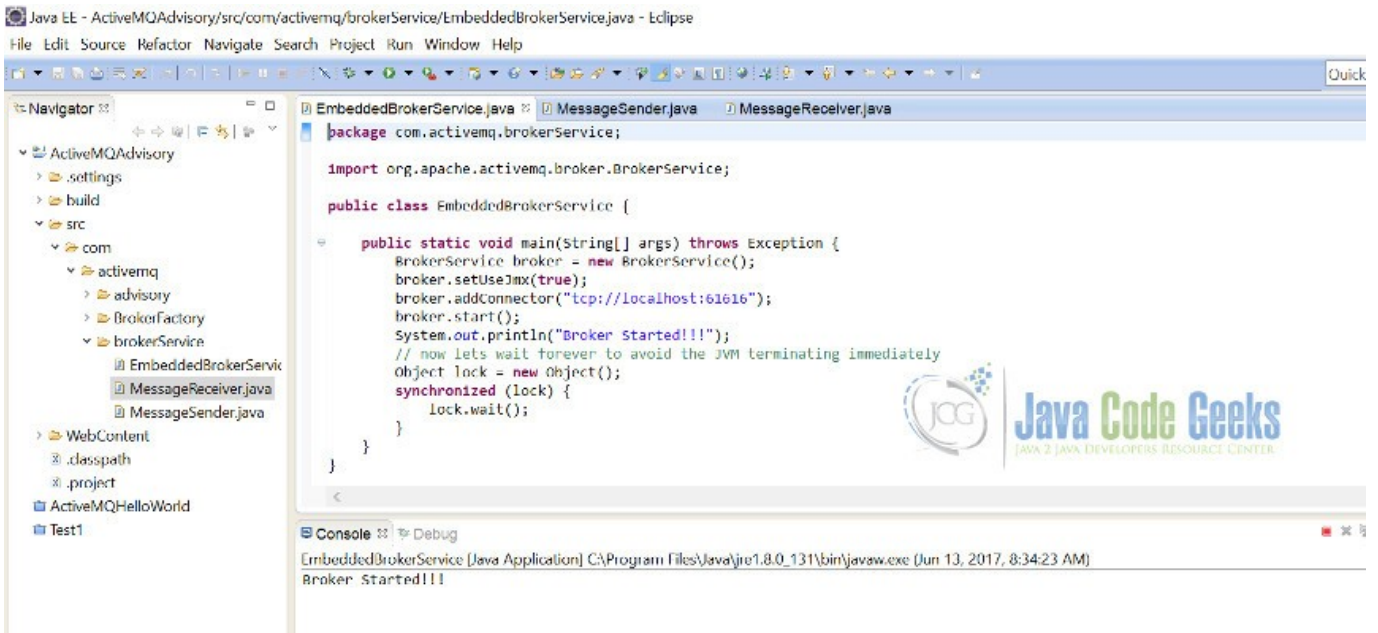 Java EE - ActiveMQAdvisory/src/com/activemq/brokerService/EmbeddedBrokerService.java - Eclipse
File Edit Source Refactor Navigate Search Project Run Window Help
Quick
Navigator
EmbeddedBrokerService.java MessageSender.java MessageReceiver.java
ActiveMQAdvisory
.settings
build
src
com
activemq
advisory
BrokerFactory
brokerService
EmbeddedBrokerServic
MessageReceiver.java
MessageSender.java
WebContent
.classpath
.project
ActiveMQHelloWorld
Test1
package com.activemq.brokerService;
import org.apache.activemq.broker.BrokerService;
public class EmbeddedBrokerService {
public static void main(String[] args) throws Exception {
BrokerService broker = new BrokerService();
broker.setUseJmx(true);
broker.addConnector("tcp://localhost:61616");
broker.start();
System.out.println("Broker Started!!!");
// now lets wait forever to avoid the JVM terminating immediately
Object lock = new Object();
synchronized (lock) {
lock.wait();
}
}
}
JCG
Java Code Geeks
JAVA 2 JAVA DEVELOPERS RESOURCE CENTER
Console Debug
EmbeddedBrokerService [Java Application] C:\Program Files\Java\jre1.8.0_131\bin\javaw.exe (Jun 13, 2017, 8:34:23 AM)
Broker Started!!!